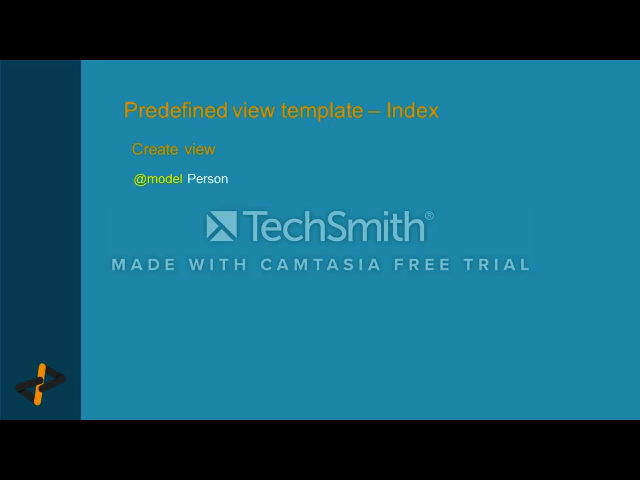 Predefined view template – Index
Create view
@model Person
TechSmith®
MADE WITH CAMTASIA FREE TRIAL